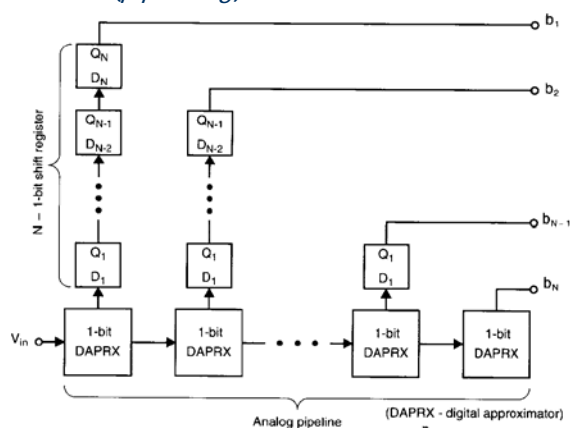 b1
QN
DN
b2
QN-1
DN-2
QN-1
DN-2
N – 1-bit shift register
bN – 1
Q1
D1
Q1
D1
Q1
D1
bN
Vin
1-bit
DAPRX
1-bit
DAPRX
1-bit
DAPRX
1-bit
DAPRX
Analog pipeline
(DAPRX - digital approximator)